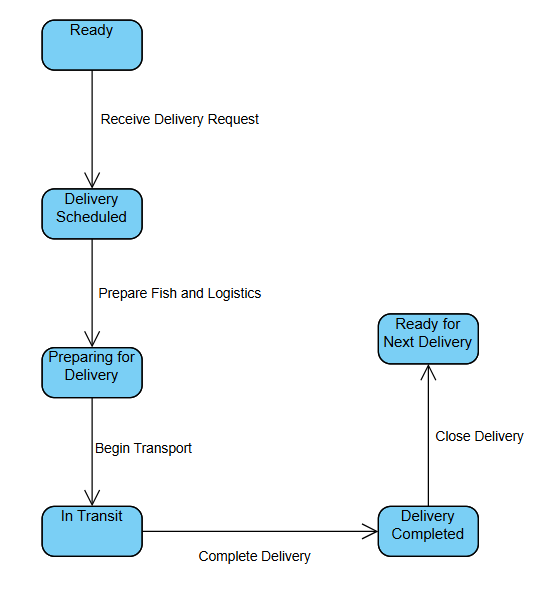 Ready
Receive Delivery Request
Delivery
Scheduled
Prepare Fish and Logistics
Preparing for
Delivery
Begin Transport
In Transit
Complete Delivery
Delivery
Completed
Close Delivery
Ready for
Next Delivery